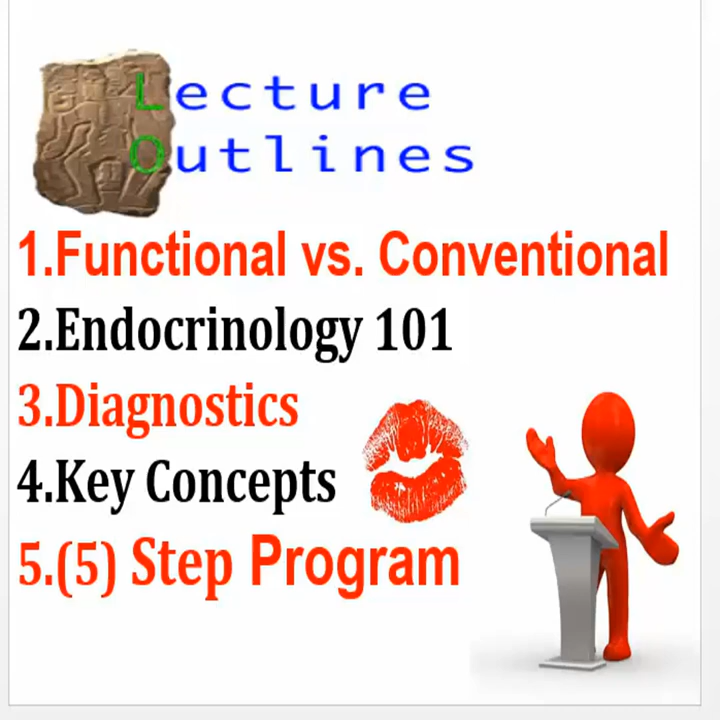 Lecture
Outlines
1.Functional vs. Conventional
2.Endocrinology 101
3.Diagnostics
4.Key Concepts
5.(5) Step Program